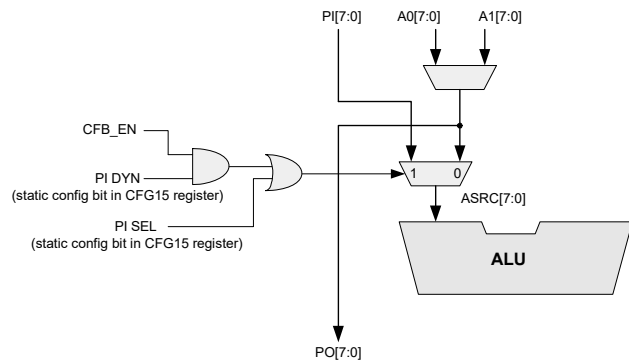 PI[7:0] A0[7:0] A1[7:0]
CFB_EN
PI DYN
(static config bit in CFG15 register)
1 0
PI SEL
(static config bit in CFG15 register)
ASRC[7:0]
ALU
PO[7:0]